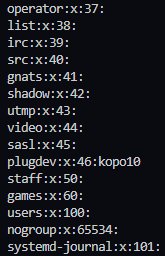 operator:x:37:
list:x:38:
irc:x:39:
src:x:40:
gnats:x:41:
shadow:x:42:
utmp:x:43:
video:x:44:
sasl:x:45:
plugdev:x:46:kopo10
staff:x:50:
games:x:60:
users:x:100:
nogroup:x:65534:
systemd-journal:x:101: